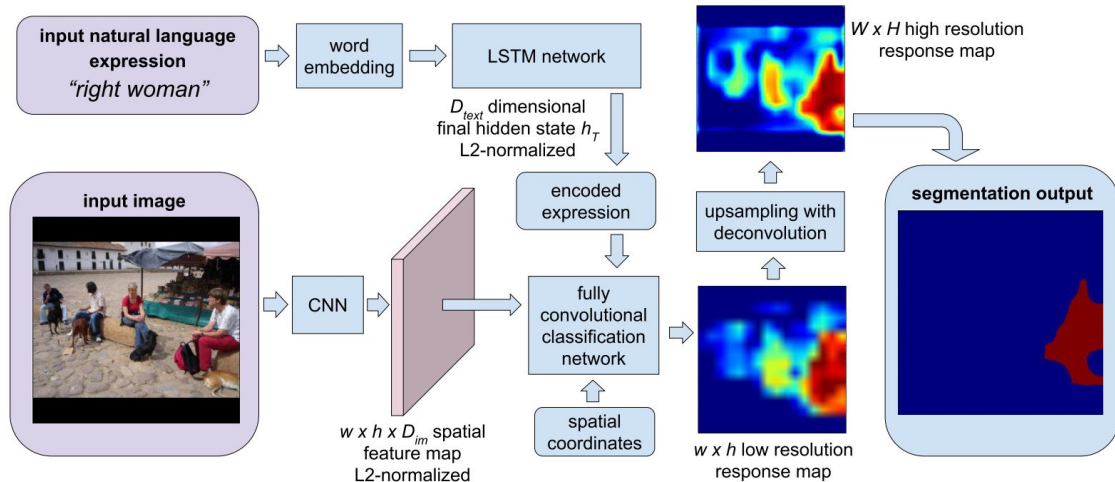 input natural language
expression
“right woman”
word
embedding
LSTM network
D_text dimensional
final hidden state h_T
L2-normalized
encoded
expression
input image
CNN
w x h x D_im spatial
feature map
L2-normalized
fully
convolutional
classification
network
spatial
coordinates
w x h low resolution
response map
upsampling with
deconvolution
W x H high resolution
response map
segmentation output